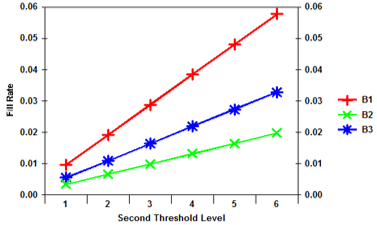 0.06 0.06
0.05 0.05
0.04 0.04
0.03 0.03
0.02 0.02
0.01 0.01
0.00 0.00
Fill Rate
1 2 3 4 5 6
Second Threshold Level
B1
B2
B3